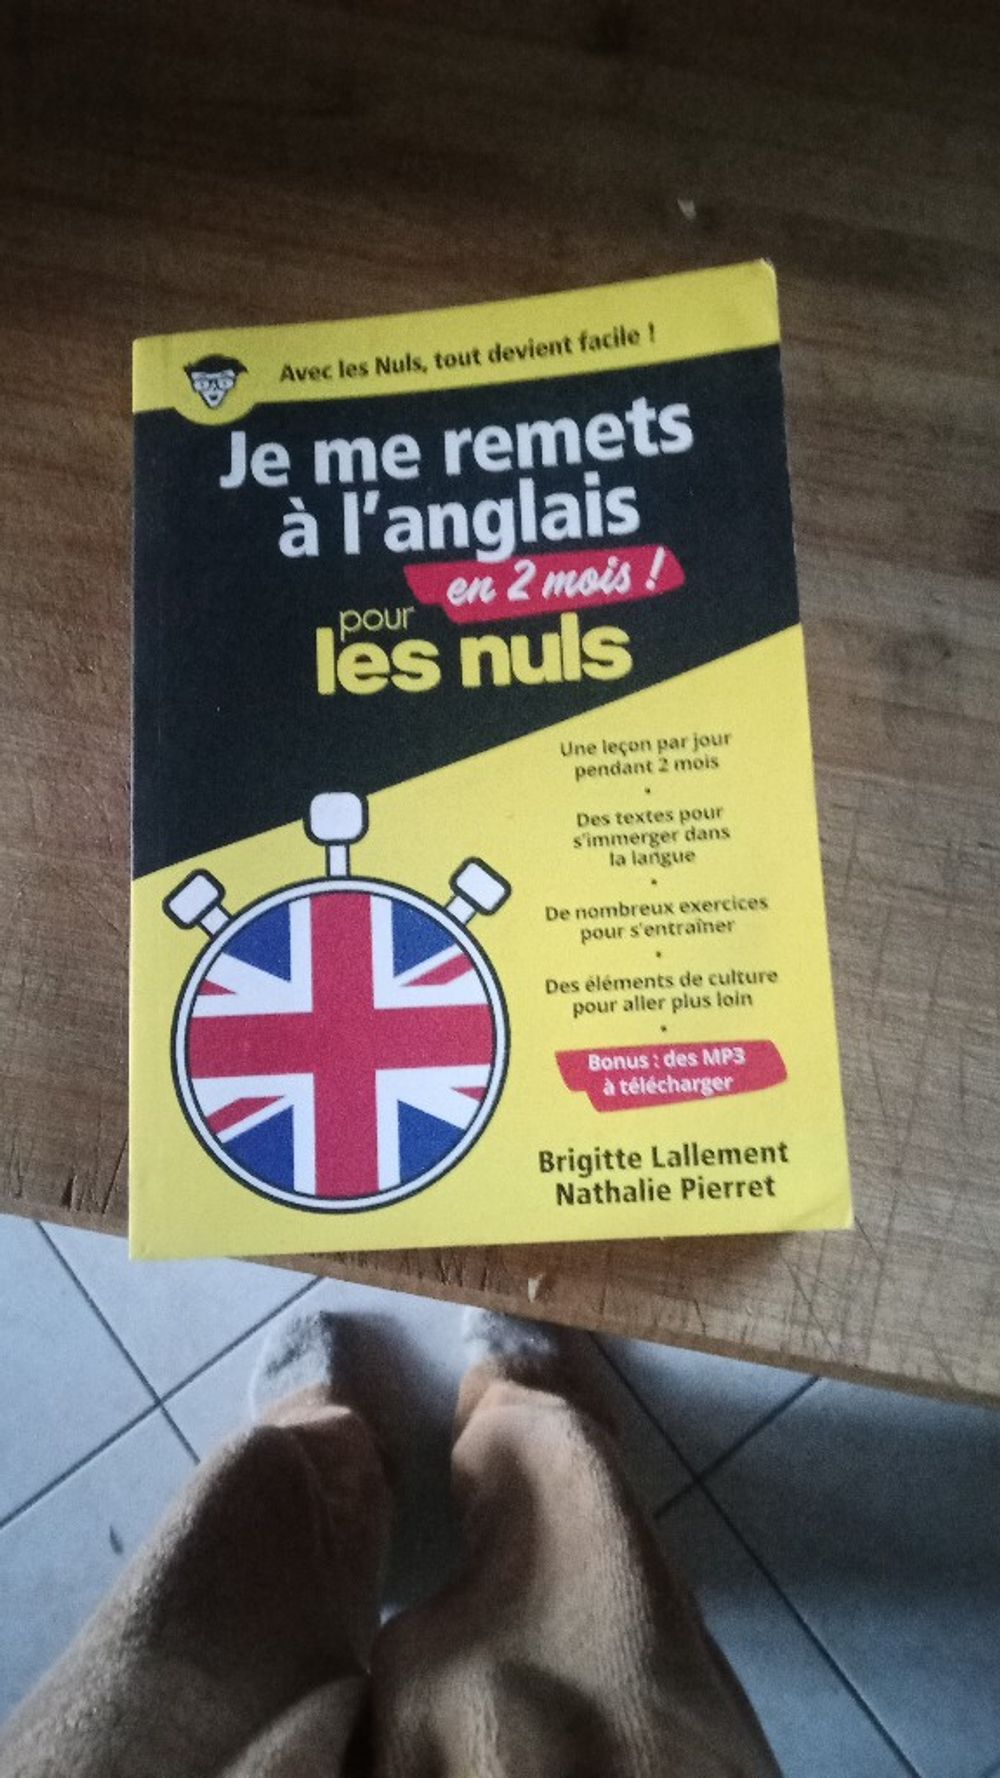 Avec les Nuls, tout devient facile !
Je me remets
à l'anglais
en 2 mois !
pour
les nuls
Une leçon par jour
pendant 2 mois
•
Des textes pour
s'immerger dans
la langue
•
De nombreux exercices
pour s'entraîner
•
Des éléments de culture
pour aller plus loin
•
Bonus : des MP3
à télécharger
Brigitte Lallement
Nathalie Pierret